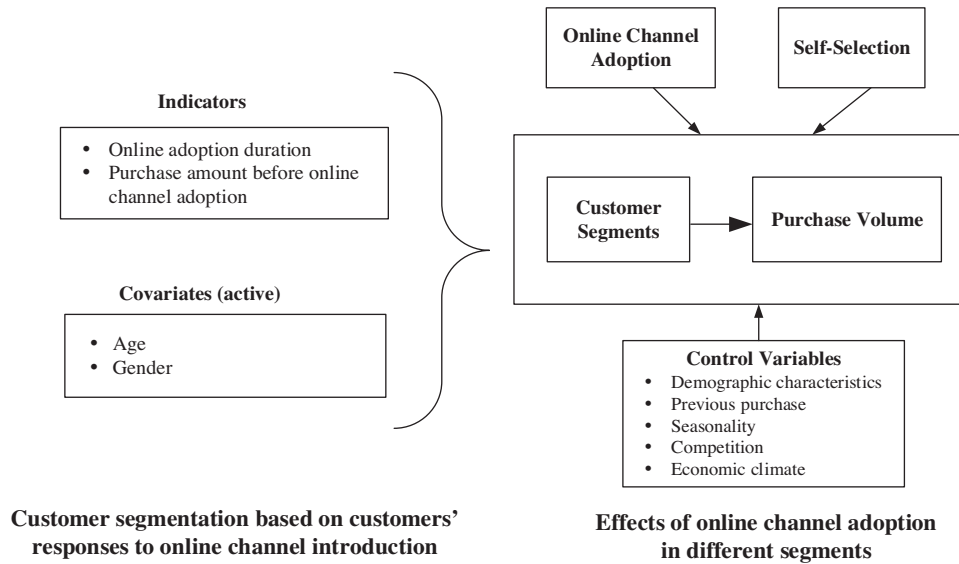 Indicators
• Online adoption duration
• Purchase amount before online
channel adoption
Covariates (active)
• Age
• Gender
Customer segmentation based on customers’
responses to online channel introduction
Online Channel
Adoption
Self-Selection
Customer
Segments
Purchase Volume
Control Variables
• Demographic characteristics
• Previous purchase
• Seasonality
• Competition
• Economic climate
Effects of online channel adoption
in different segments